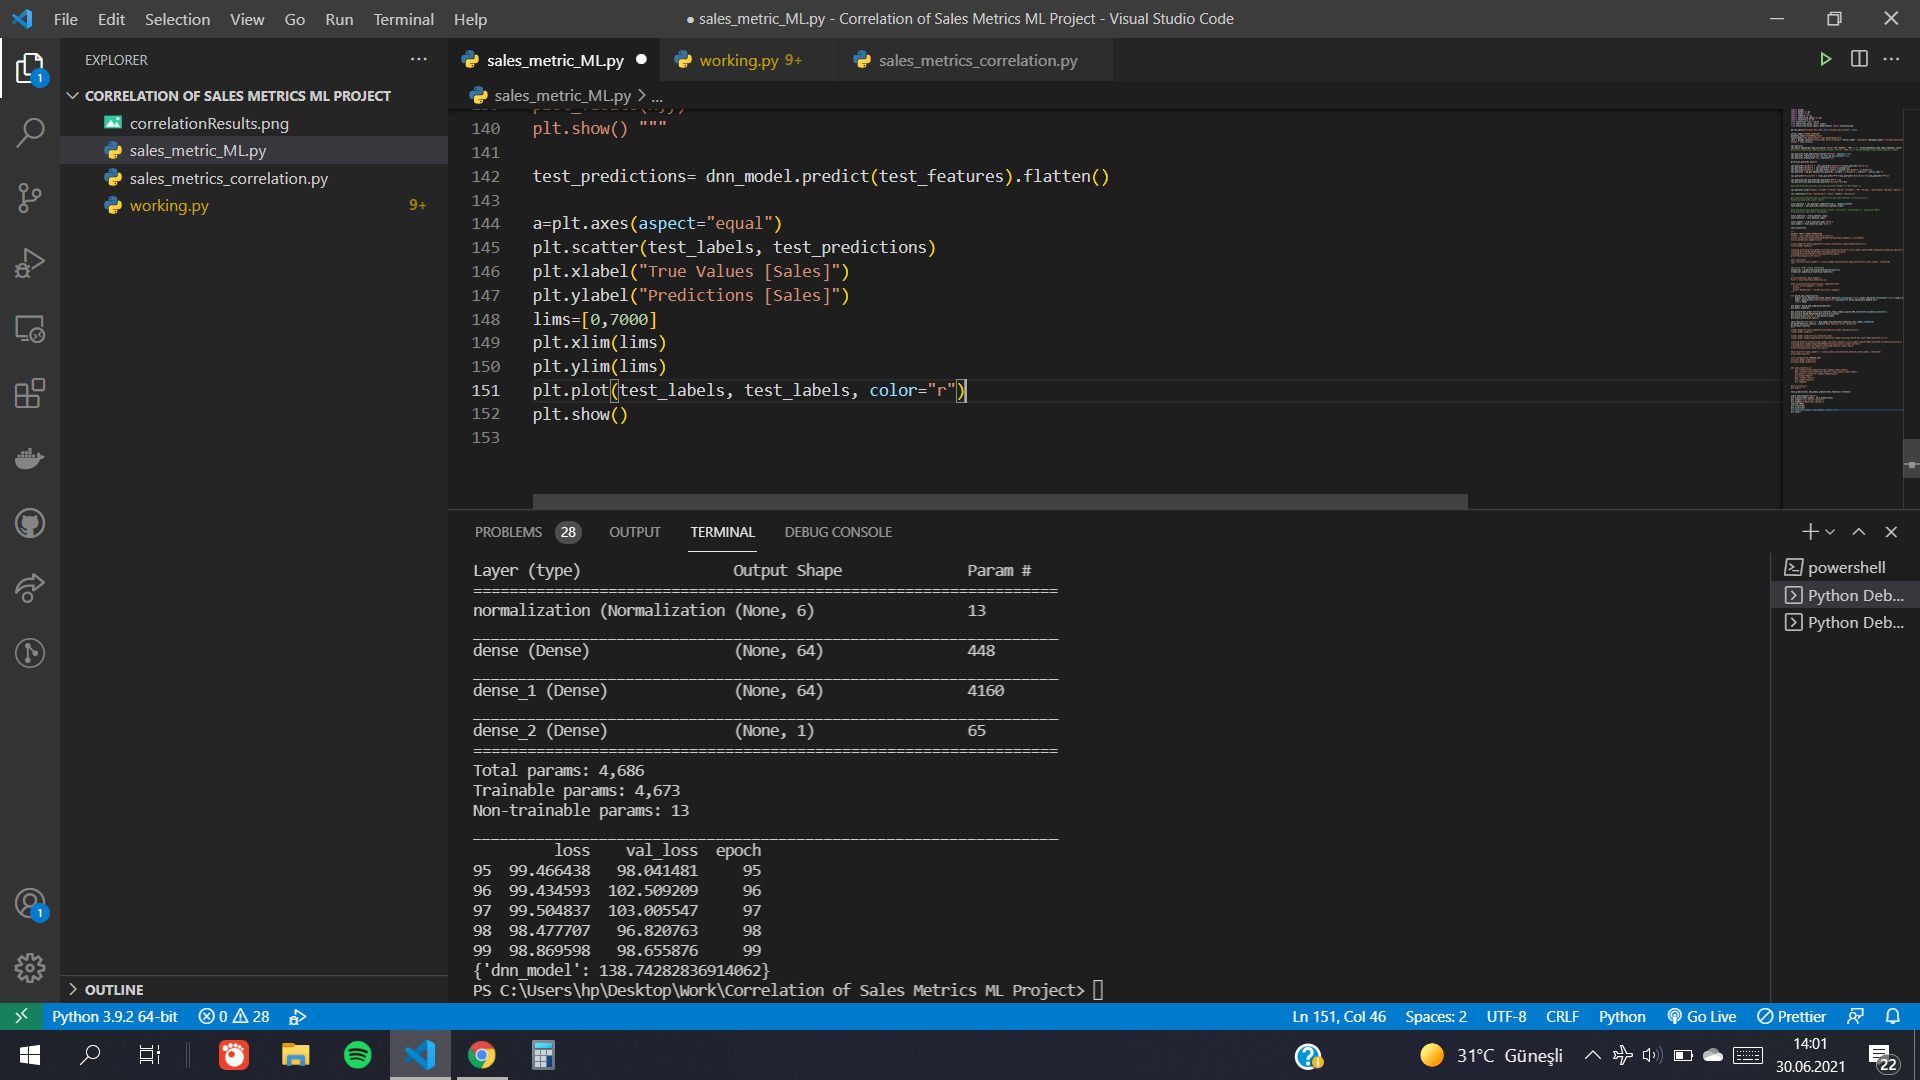 File Edit Selection View Go Run Terminal Help
● sales_metric_ML.py - Correlation of Sales Metrics ML Project - Visual Studio Code
EXPLORER
1
CORRELATION OF SALES METRICS ML PROJECT
correlationResults.png
sales_metric_ML.py
sales_metrics_correlation.py
working.py 9+
OUTLINE
1
sales_metric_ML.py
working.py 9+
sales_metrics_correlation.py
sales_metric_ML.py > ...
140 plt.show() """
141
142 test_predictions= dnn_model.predict(test_features).flatten()
143
144 a=plt.axes(aspect="equal")
145 plt.scatter(test_labels, test_predictions)
146 plt.xlabel("True Values [Sales]")
147 plt.ylabel("Predictions [Sales]")
148 lims=[0,7000]
149 plt.xlim(lims)
150 plt.ylim(lims)
151 plt.plot(test_labels, test_labels, color="r")
152 plt.show()
153
PROBLEMS 28 OUTPUT TERMINAL DEBUG CONSOLE
Layer (type) Output Shape Param #
=================================================================
normalization (Normalization (None, 6) 13
_________________________________________________________________
dense (Dense) (None, 64) 448
_________________________________________________________________
dense_1 (Dense) (None, 64) 4160
_________________________________________________________________
dense_2 (Dense) (None, 1) 65
=================================================================
Total params: 4,686
Trainable params: 4,673
Non-trainable params: 13
_________________________________________________________________
loss val_loss epoch
95 99.466438 98.041481 95
96 99.434593 102.509209 96
97 99.504837 103.005547 97
98 98.477707 96.820763 98
99 98.869598 98.655876 99
{'dnn_model': 138.74282836914062}
PS C:\Users\hp\Desktop\Work\Correlation of Sales Metrics ML Project>
powershell
Python Deb...
Python Deb...
Python 3.9.2 64-bit 0 28
Ln 151, Col 46 Spaces: 2 UTF-8 CRLF Python Go Live Prettier
31°C Güneşli
14:01
30.06.2021
22